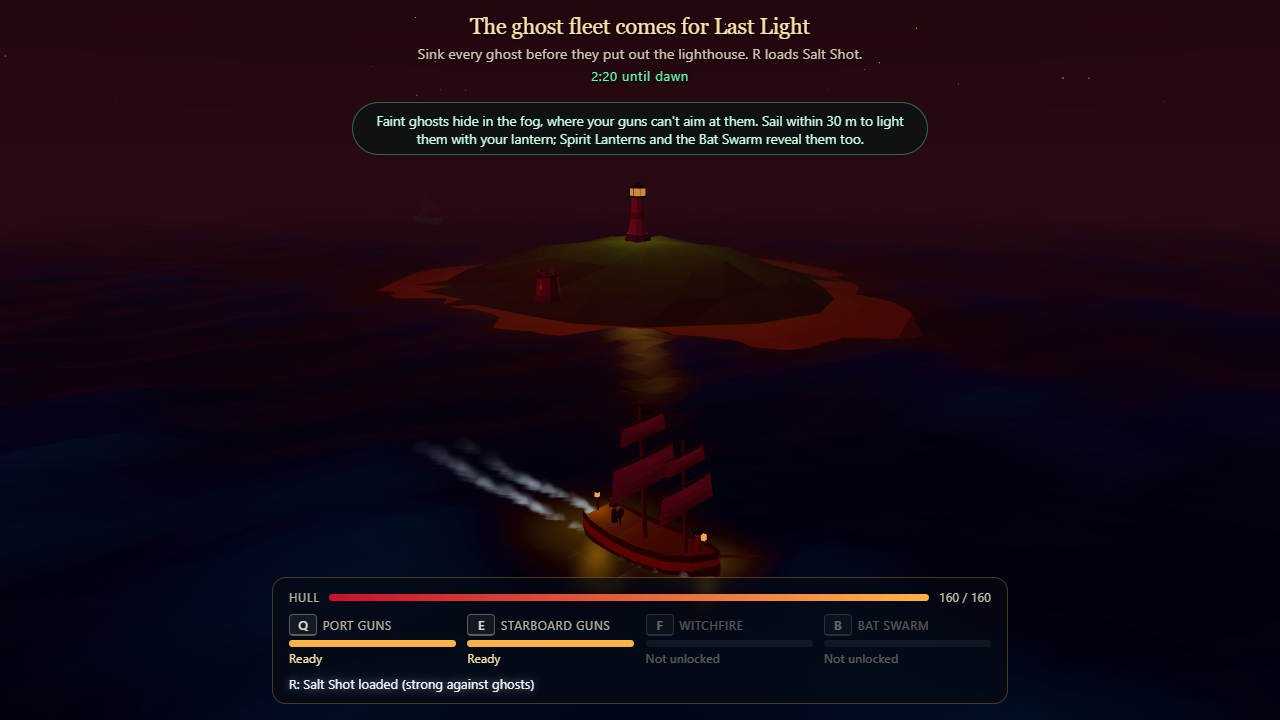 The ghost fleet comes for Last Light
Sink every ghost before they put out the lighthouse. R loads Salt Shot.
2:20 until dawn
Faint ghosts hide in the fog, where your guns can't aim at them. Sail within 30 m to light
them with your lantern; Spirit Lanterns and the Bat Swarm reveal them too.
HULL 160 / 160
Q PORT GUNS E STARBOARD GUNS F WITCHFIRE B BAT SWARM
Ready Ready Not unlocked Not unlocked
R: Salt Shot loaded (strong against ghosts)